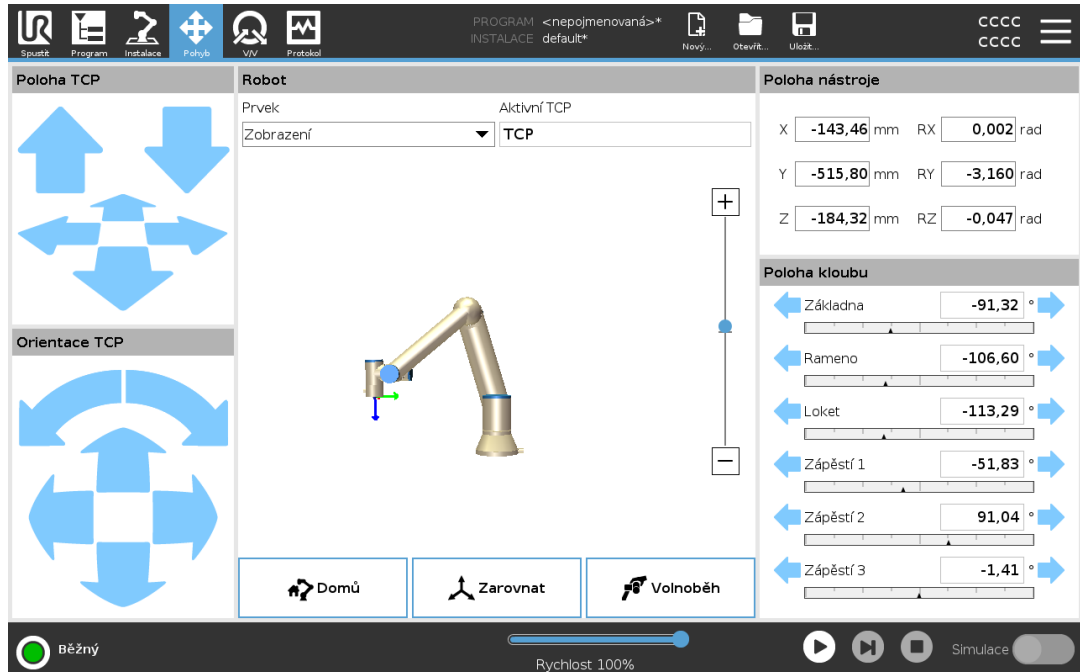 PROGRAM <nepojmenovaná>*
INSTALACE default*
CCCC
CCCC
Spustit Program Instalace Pohyb V/V Protokol Nový... Otevřít... Uložit...
Poloha TCP
Robot
Poloha nástroje
Prvek
Aktivní TCP
Zobrazení
TCP
X -143,46 mm RX 0,002 rad
Y -515,80 mm RY -3,160 rad
Z -184,32 mm RZ -0,047 rad
+
−
Poloha kloubu
Základna -91,32 °
Rameno -106,60 °
Loket -113,29 °
Zápěstí 1 -51,83 °
Zápěstí 2 91,04 °
Zápěstí 3 -1,41 °
Orientace TCP
Domů
Zarovnat
Volnoběh
Běžný
Rychlost 100%
Simulace